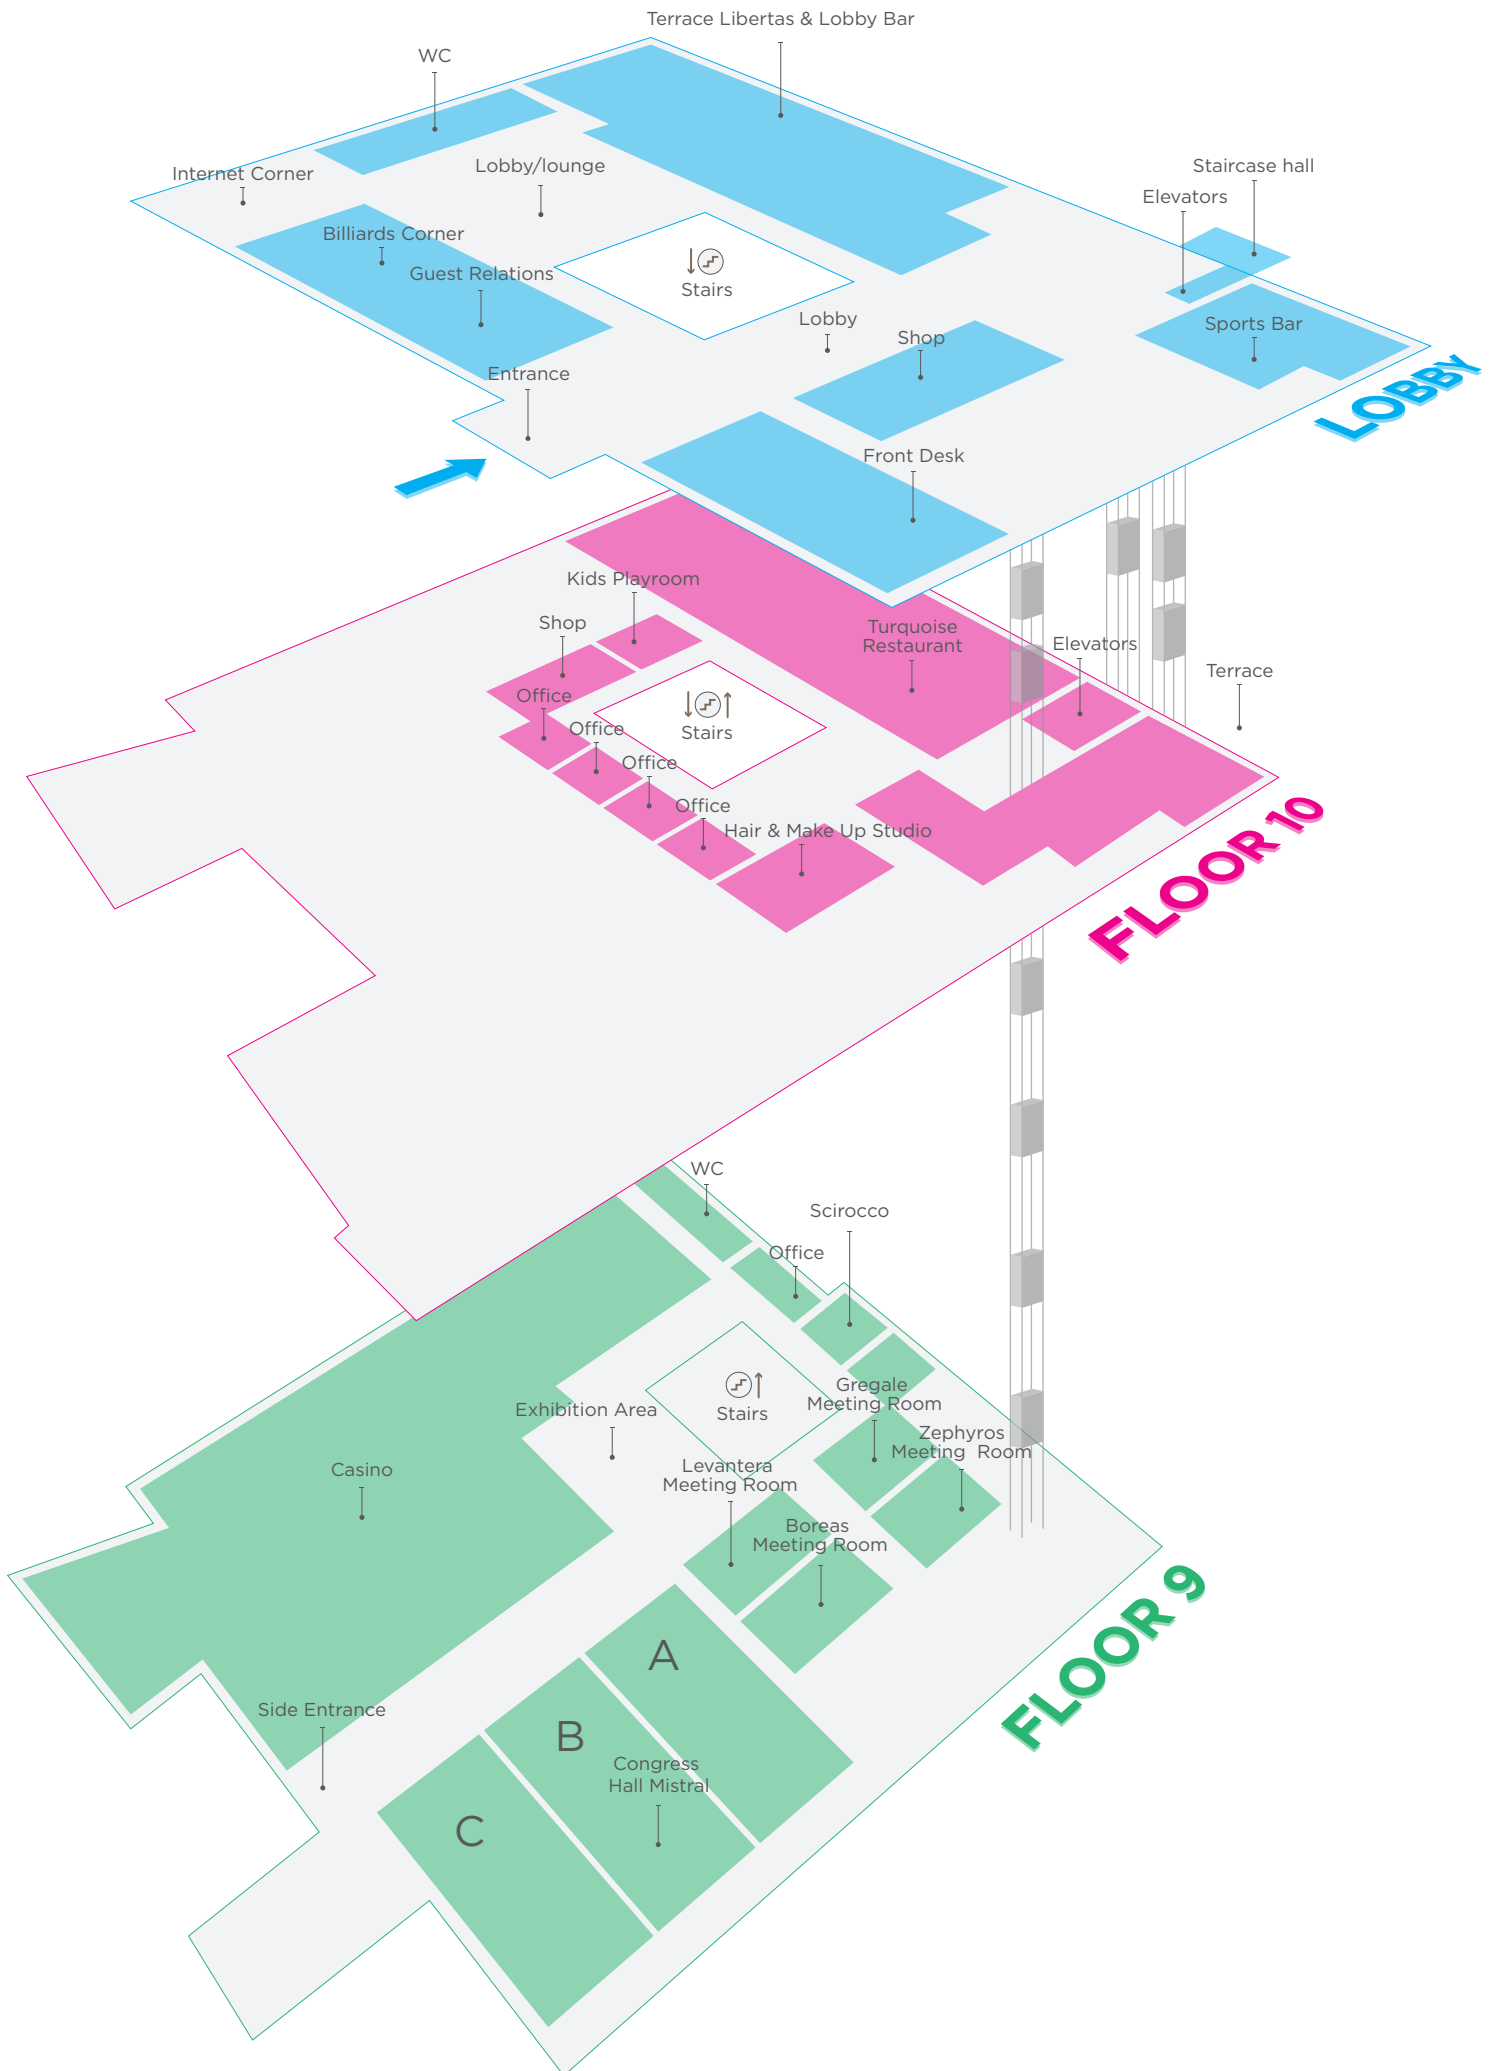 Terrace Libertas & Lobby Bar
WC
Internet Corner
Lobby/lounge
Staircase hall
Elevators
Billiards Corner
Guest Relations
Stairs
Lobby
Shop
Sports Bar
Entrance
LOBBY
Front Desk
Kids Playroom
Shop
Turquoise
Restaurant
Elevators
Terrace
Office
Office
Stairs
Office
Office
Hair & Make Up Studio
FLOOR 10
WC
Scirocco
Office
Gregale
Meeting Room
Stairs
Exhibition Area
Zephyros
Meeting Room
Casino
Levantera
Meeting Room
Boreas
Meeting Room
FLOOR 9
A
Side Entrance
B
Congress
Hall Mistral
C